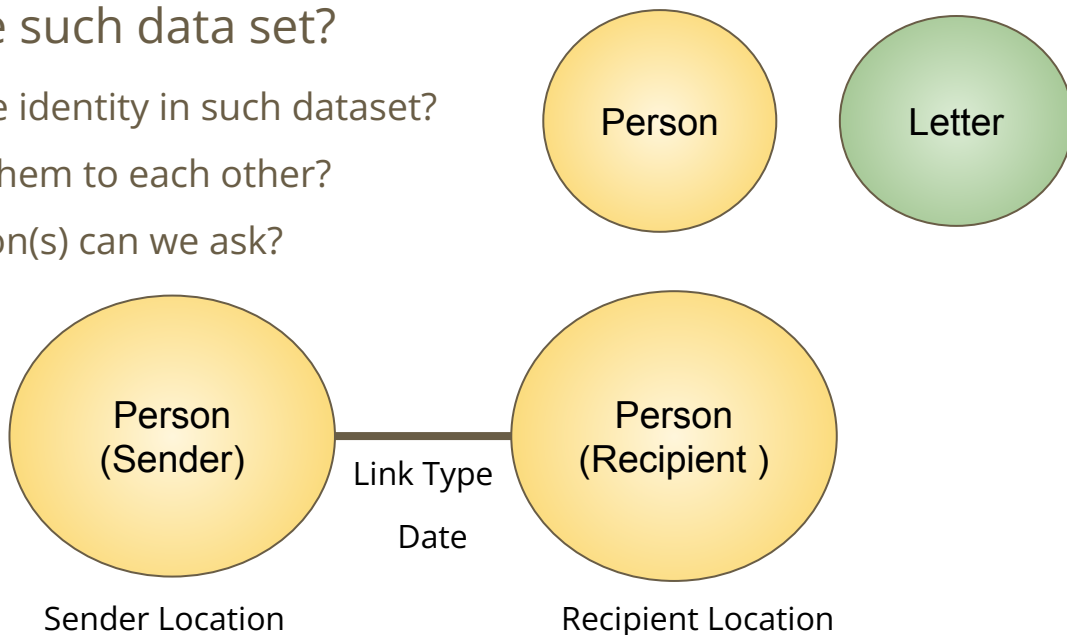 e such data set?
e identity in such dataset?
hem to each other?
on(s) can we ask?
Person
Letter
Person
(Sender)
Link Type
Date
Person
(Recipient )
Sender Location
Recipient Location